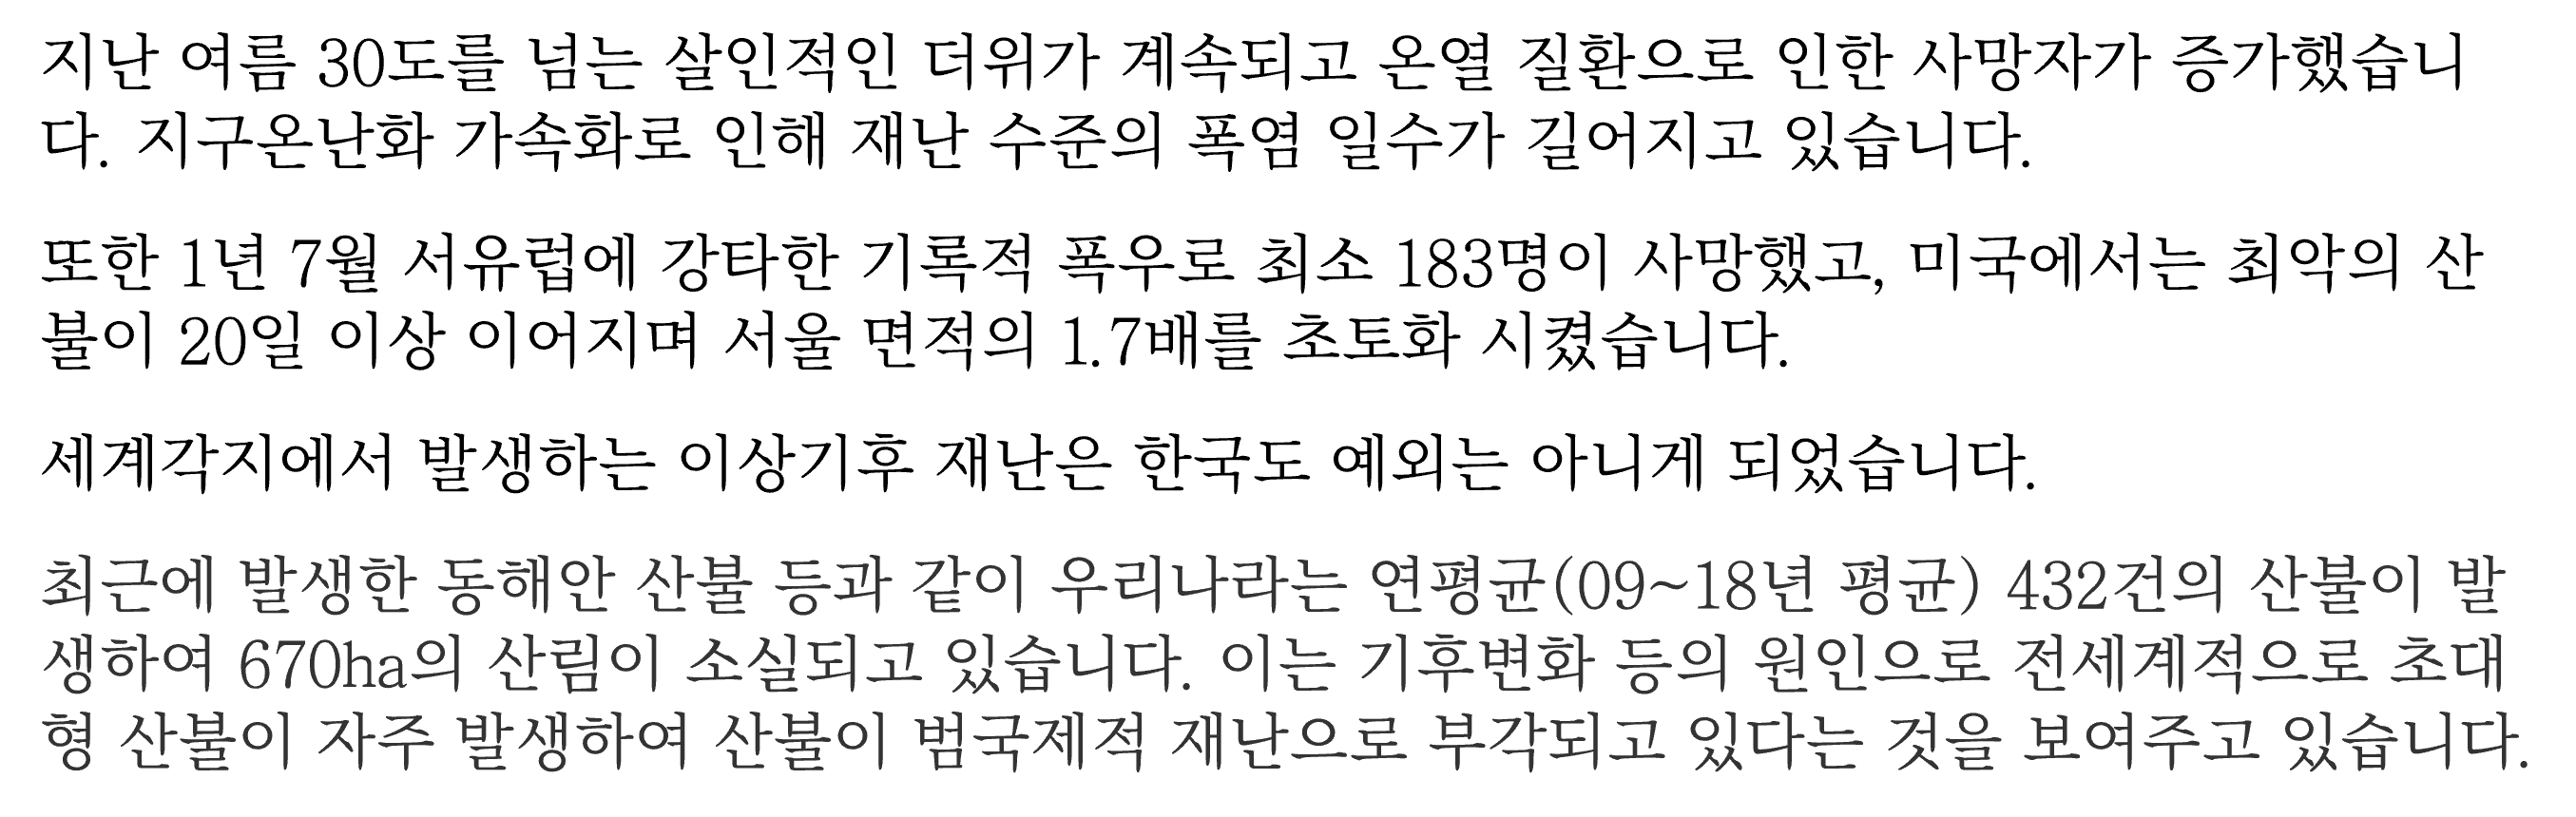 지난 여름 30도를 넘는 살인적인 더위가 계속되고 온열 질환으로 인한 사망자가 증가했습니
다. 지구온난화 가속화로 인해 재난 수준의 폭염 일수가 길어지고 있습니다.
또한 1년 7월 서유럽에 강타한 기록적 폭우로 최소 183명이 사망했고, 미국에서는 최악의 산
불이 20일 이상 이어지며 서울 면적의 1.7배를 초토화 시켰습니다.
세계각지에서 발생하는 이상기후 재난은 한국도 예외는 아니게 되었습니다.
최근에 발생한 동해안 산불 등과 같이 우리나라는 연평균(09~18년 평균) 432건의 산불이 발
생하여 670ha의 산림이 소실되고 있습니다. 이는 기후변화 등의 원인으로 전세계적으로 초대
형 산불이 자주 발생하여 산불이 범국제적 재난으로 부각되고 있다는 것을 보여주고 있습니다.